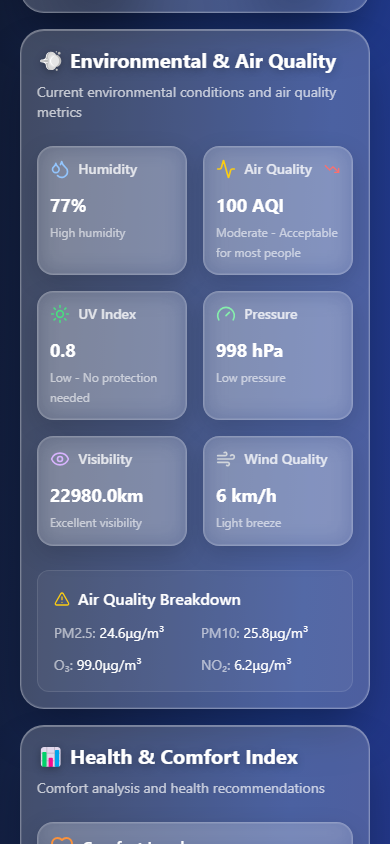 Environmental & Air Quality
Current environmental conditions and air quality
metrics
Humidity
77%
High humidity
Air Quality
100 AQI
Moderate - Acceptable
for most people
UV Index
0.8
Low - No protection
needed
Pressure
998 hPa
Low pressure
Visibility
22980.0km
Excellent visibility
Wind Quality
6 km/h
Light breeze
Air Quality Breakdown
PM2.5: 24.6μg/m³ PM10: 25.8μg/m³
O₃: 99.0μg/m³ NO₂: 6.2μg/m³
Health & Comfort Index
Comfort analysis and health recommendations